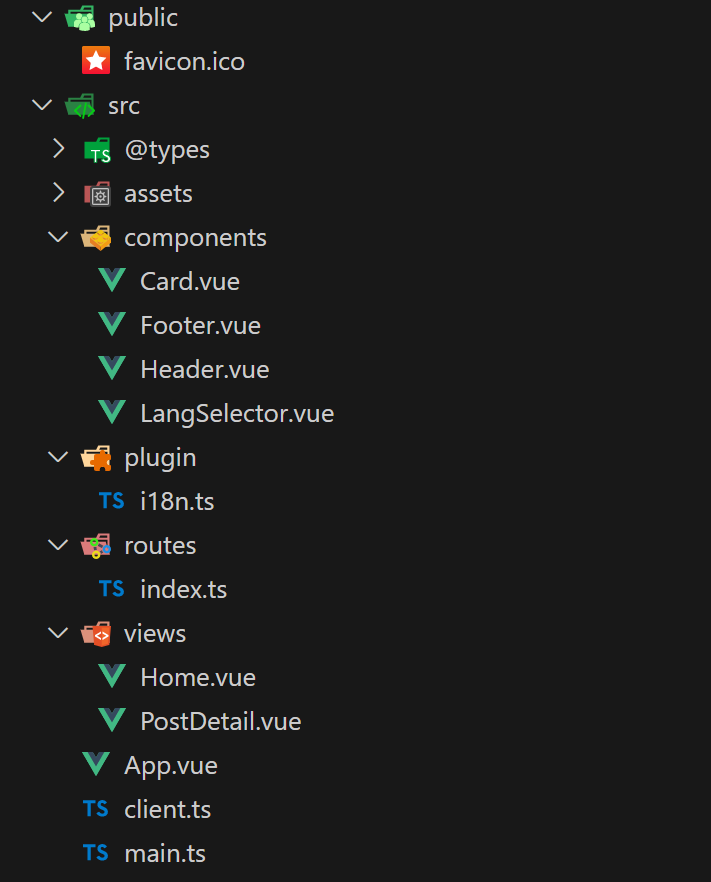 public
favicon.ico
src
@types
assets
components
Card.vue
Footer.vue
Header.vue
LangSelector.vue
plugin
TS i18n.ts
routes
TS index.ts
views
Home.vue
PostDetail.vue
App.vue
TS client.ts
TS main.ts